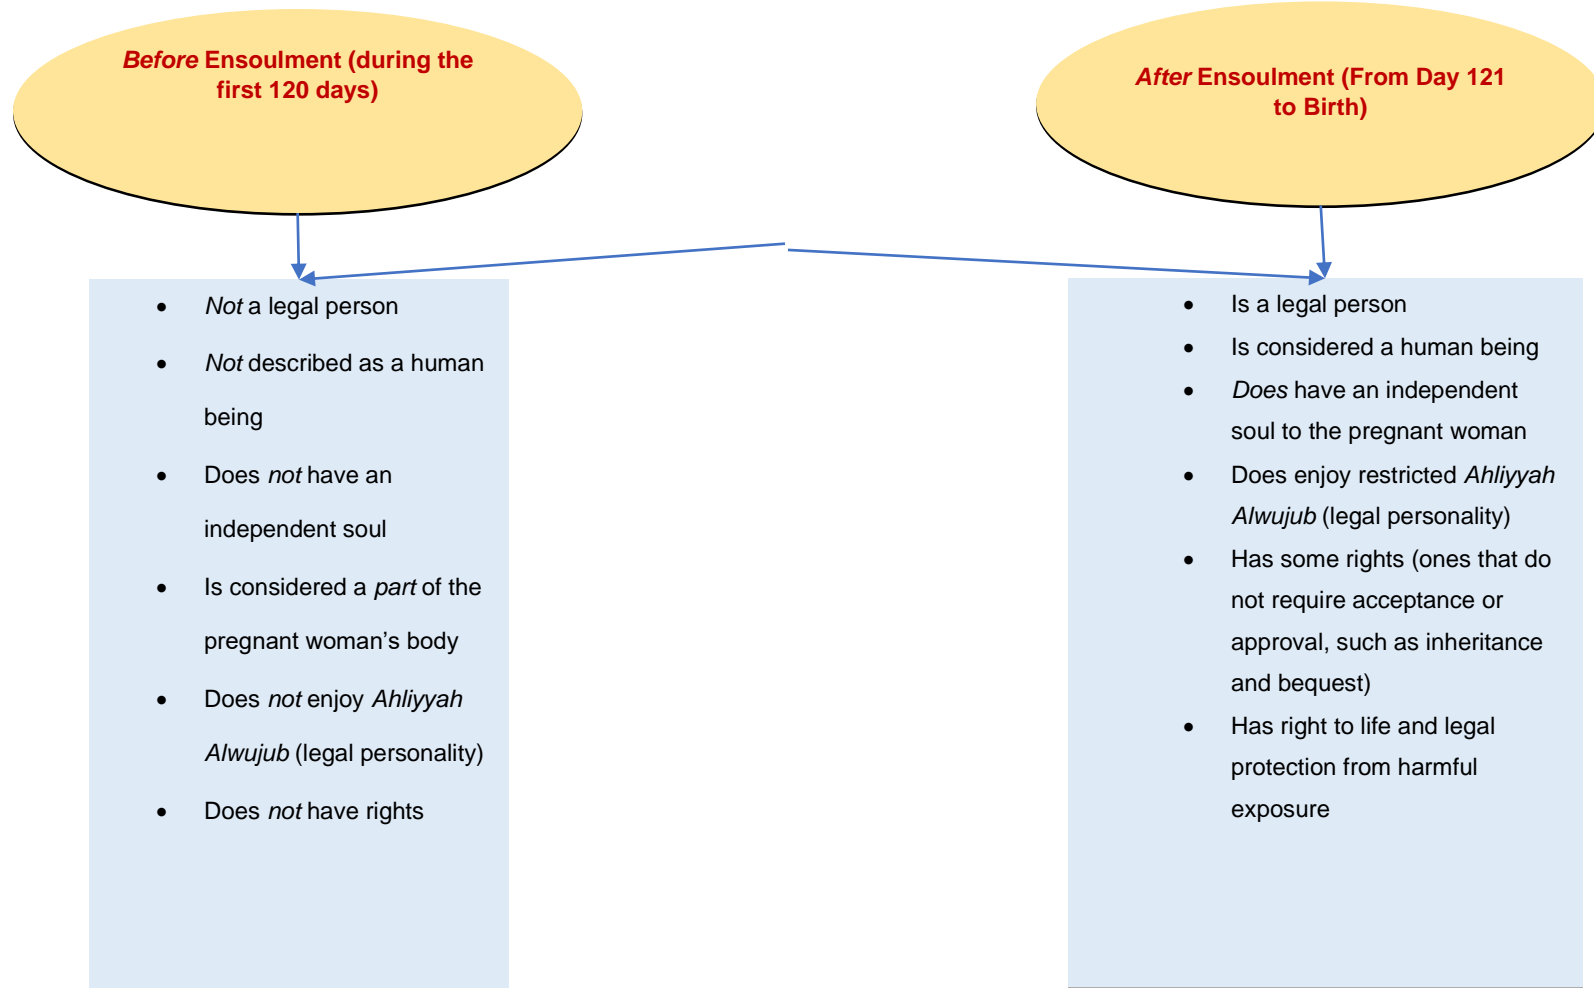 Before Ensoulment (during the
first 120 days)
After Ensoulment (From Day 121
to Birth)
• Not a legal person
• Not described as a human
being
• Does not have an
independent soul
• Is considered a part of the
pregnant woman’s body
• Does not enjoy Ahliyyah
Alwujub (legal personality)
• Does not have rights
• Is a legal person
• Is considered a human being
• Does have an independent
soul to the pregnant woman
• Does enjoy restricted Ahliyyah
Alwujub (legal personality)
• Has some rights (ones that do
not require acceptance or
approval, such as inheritance
and bequest)
• Has right to life and legal
protection from harmful
exposure